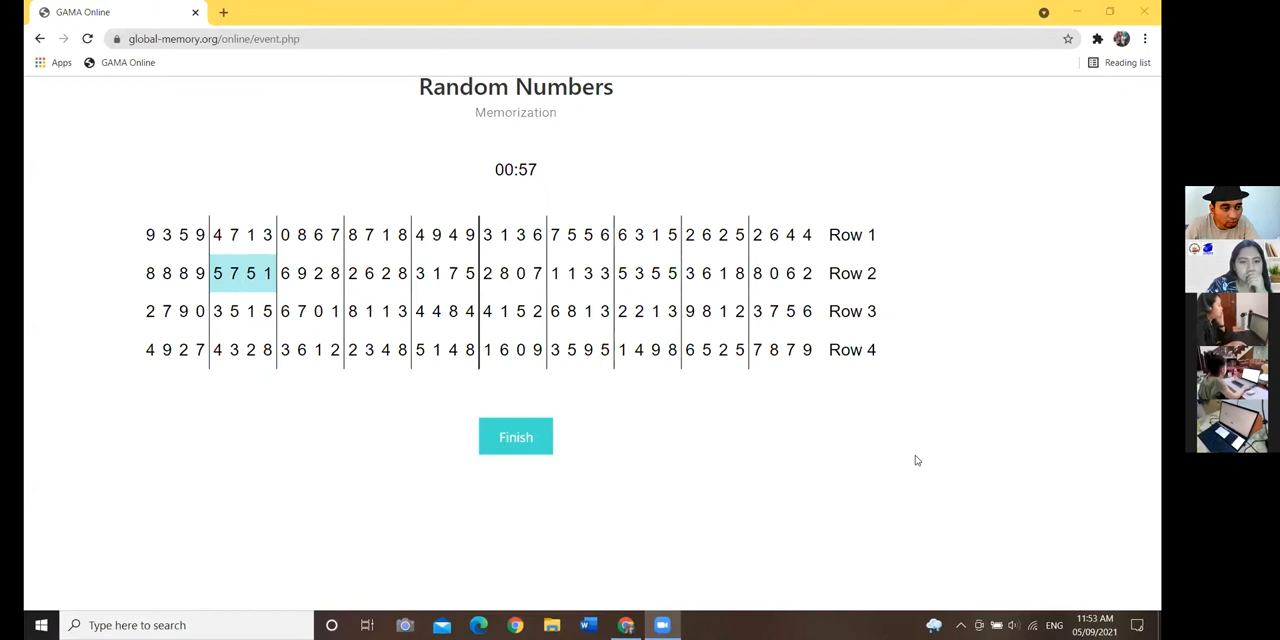 GAMA Online
global-memory.org/online/event.php
Apps GAMA Online Reading list
Random Numbers
Memorization
00:57
9 3 5 9 4 7 1 3 0 8 6 7 8 7 1 8 4 9 4 9 3 1 3 6 7 5 5 6 6 3 1 5 2 6 2 5 2 6 4 4 Row 1
8 8 8 9 5 7 5 1 6 9 2 8 2 6 2 8 3 1 7 5 2 8 0 7 1 1 3 3 5 3 5 5 3 6 1 8 8 0 6 2 Row 2
2 7 9 0 3 5 1 5 6 7 0 1 8 1 1 3 4 4 8 4 4 1 5 2 6 8 1 3 2 2 1 3 9 8 1 2 3 7 5 6 Row 3
4 9 2 7 4 3 2 8 3 6 1 2 2 3 4 8 5 1 4 8 1 6 0 9 3 5 9 5 1 4 9 8 6 5 2 5 7 8 7 9 Row 4
Finish
Type here to search
ENG
11:53 AM
05/09/2021